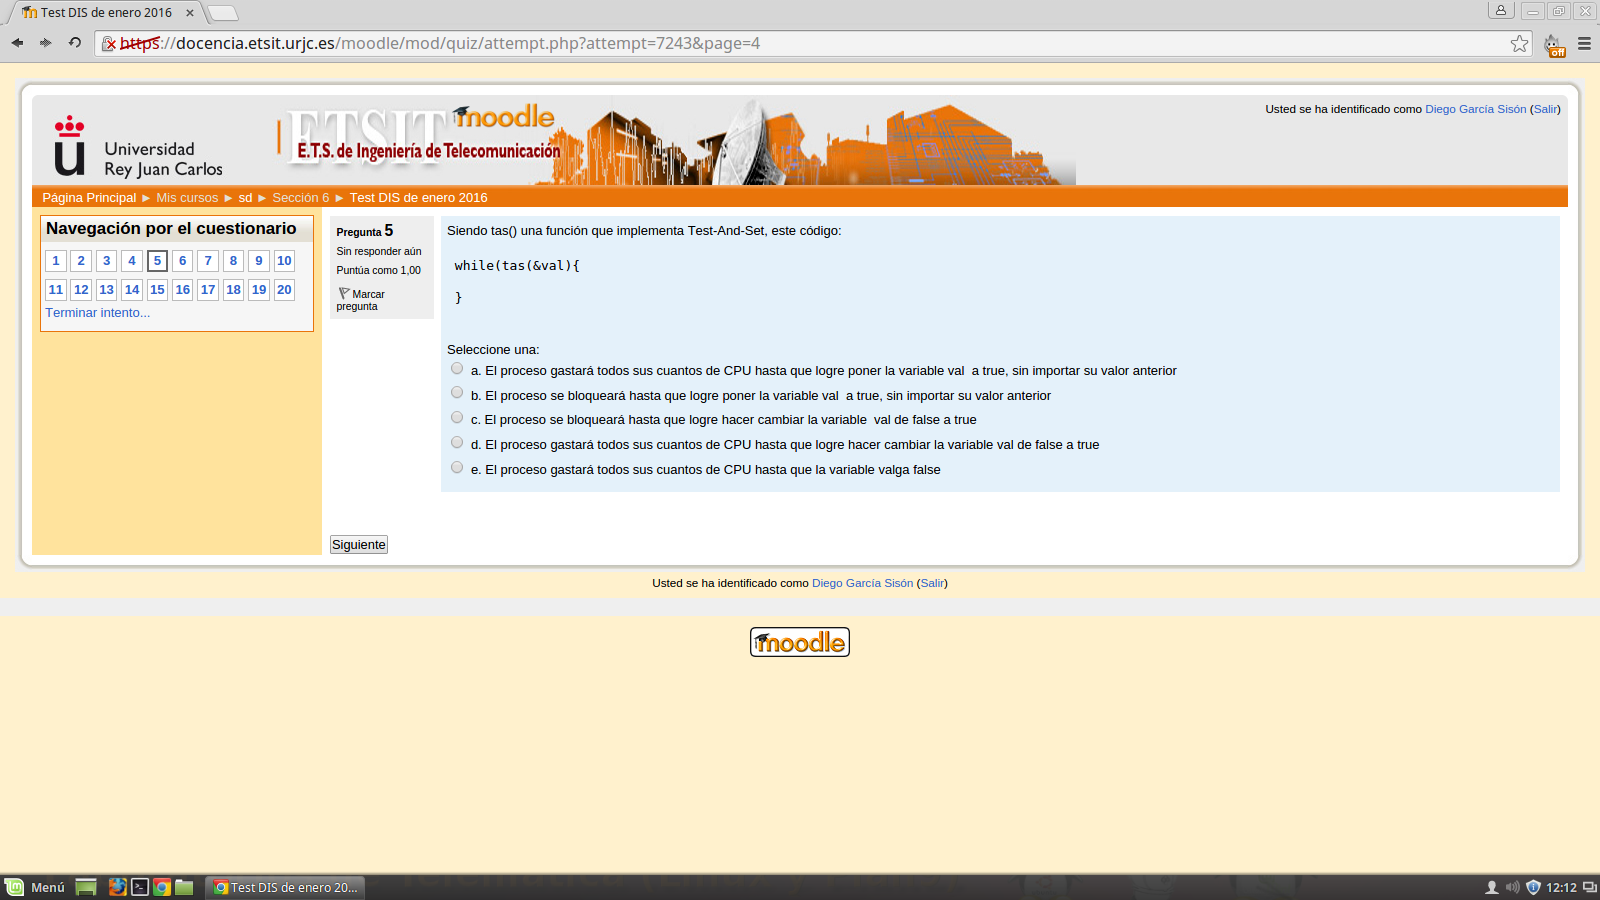 Test DIS de enero 2016
https://docencia.etsit.urjc.es/moodle/mod/quiz/attempt.php?attempt=7243&page=4
off
Universidad
Rey Juan Carlos
ETSIT moodle
E.T.S. de Ingeniería de Telecomunicación
Usted se ha identificado como Diego García Sisón (Salir)
Página Principal ► Mis cursos ► sd ► Sección 6 ► Test DIS de enero 2016
Navegación por el cuestionario
1 2 3 4 5 6 7 8 9 10
11 12 13 14 15 16 17 18 19 20
Terminar intento...
Pregunta 5
Sin responder aún
Puntúa como 1,00
Marcar
pregunta
Siendo tas() una función que implementa Test-And-Set, este código:
while(tas(&val){
}
Seleccione una:
a. El proceso gastará todos sus cuantos de CPU hasta que logre poner la variable val  a true, sin importar su valor anterior
b. El proceso se bloqueará hasta que logre poner la variable val  a true, sin importar su valor anterior
c. El proceso se bloqueará hasta que logre hacer cambiar la variable  val de false a true
d. El proceso gastará todos sus cuantos de CPU hasta que logre hacer cambiar la variable val de false a true
e. El proceso gastará todos sus cuantos de CPU hasta que la variable valga false
Siguiente
Usted se ha identificado como Diego García Sisón (Salir)
moodle
Menú
Test DIS de enero 20...
12:12